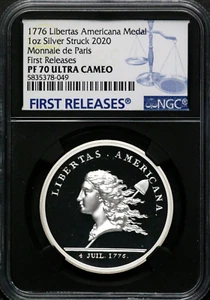 1776 Libertas Americana Medal
1oz Silver Struck 2020
Monnaie de Paris
First Releases
PF 70 ULTRA CAMEO
5835378-049
FIRST RELEASES
NGC
LIBERTAS . AMERICANA .
4 JUIL. 1776.